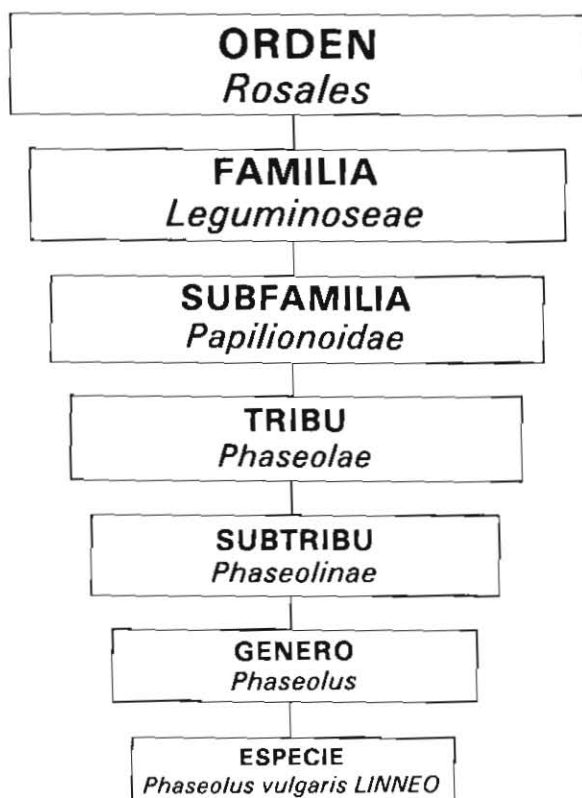 ORDEN
Rosales
FAMILIA
Leguminoseae
SUBFAMILIA
Papilionoidae
TRIBU
Phaseolae
SUBTRIBU
Phaseolinae
GENERO
Phaseolus
ESPECIE
Phaseolus vulgaris LINNEO